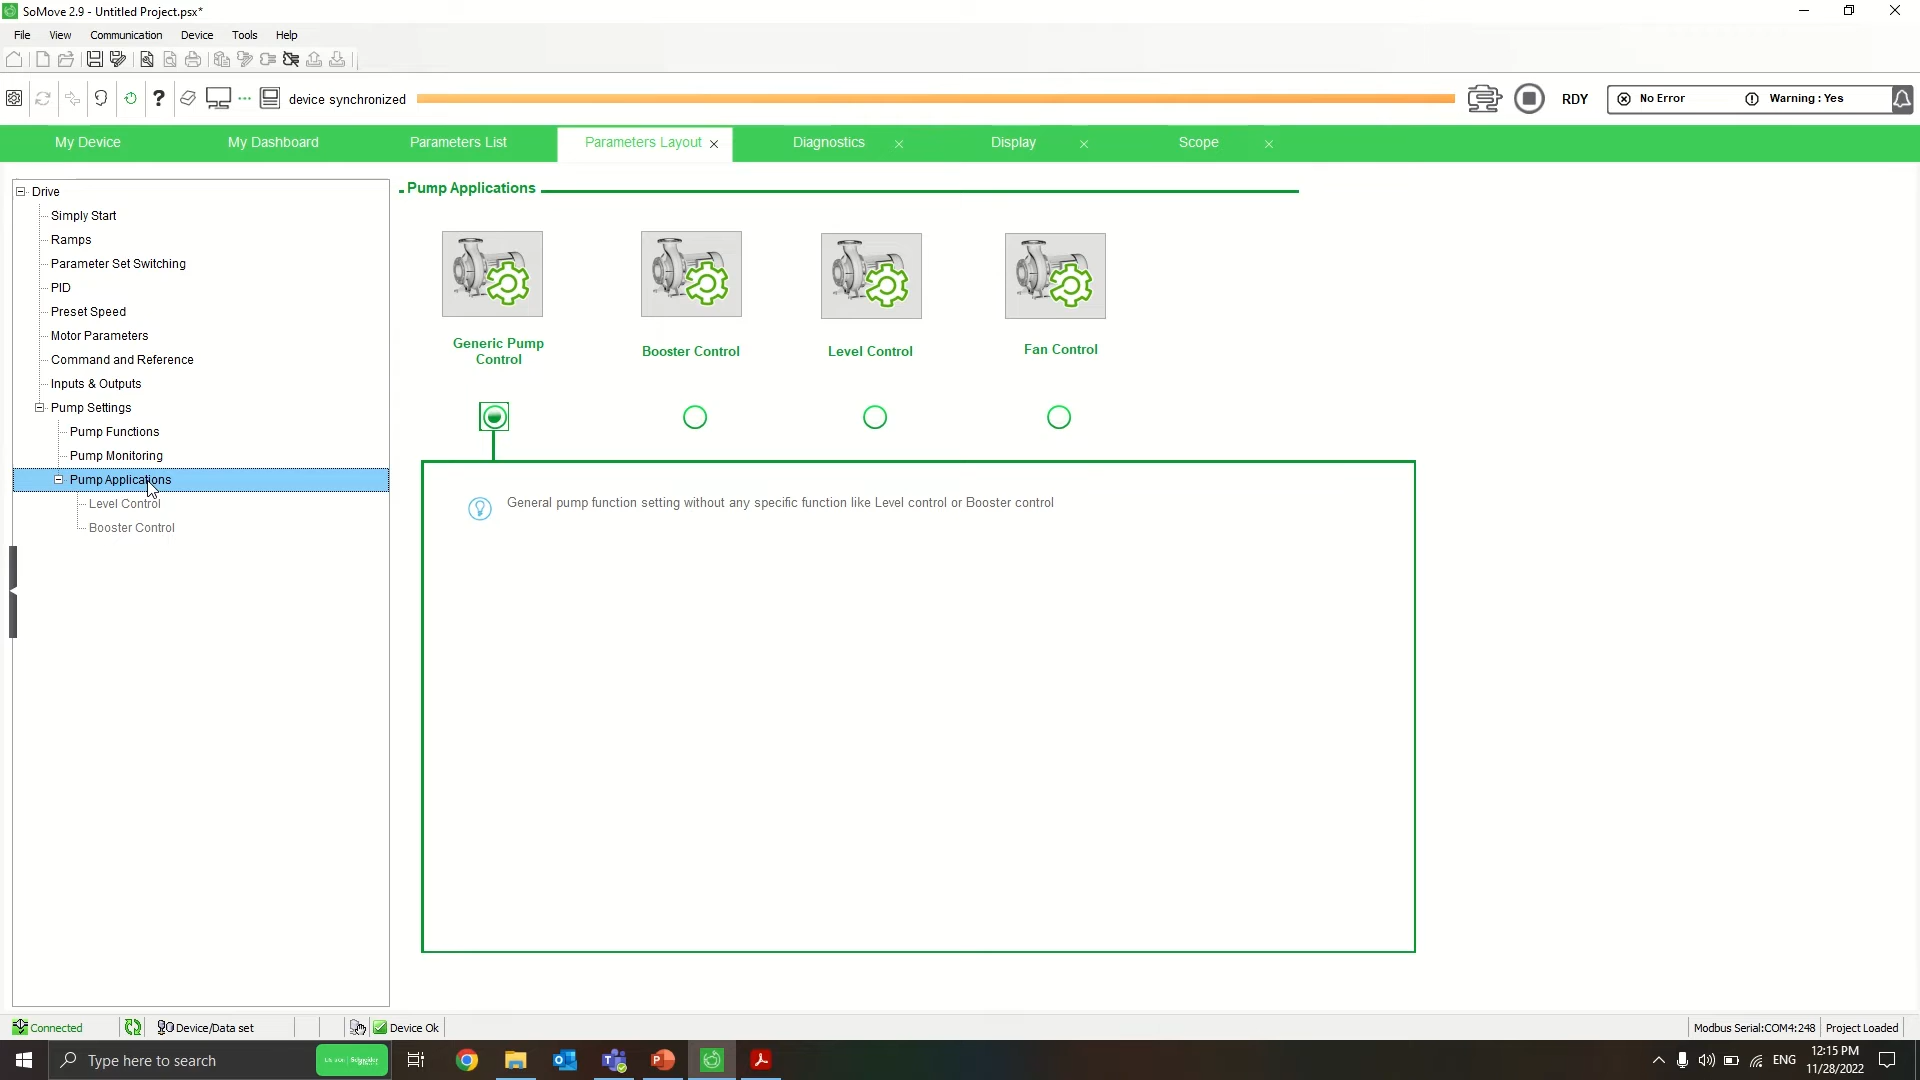 SoMove 2.9 - Untitled Project.psx*
File View Communication Device Tools Help
? device synchronized RDY No Error Warning : Yes
My Device My Dashboard Parameters List Parameters Layout Diagnostics Display Scope
Drive
Simply Start
Ramps
Parameter Set Switching
PID
Preset Speed
Motor Parameters
Command and Reference
Inputs & Outputs
Pump Settings
Pump Functions
Pump Monitoring
Pump Applications
Level Control
Booster Control
Pump Applications
Generic Pump
Control
Booster Control
Level Control
Fan Control
General pump function setting without any specific function like Level control or Booster control
Connected Device/Data set Device Ok Modbus Serial:COM4:248 Project Loaded
Type here to search
ENG
12:15 PM
11/28/2022